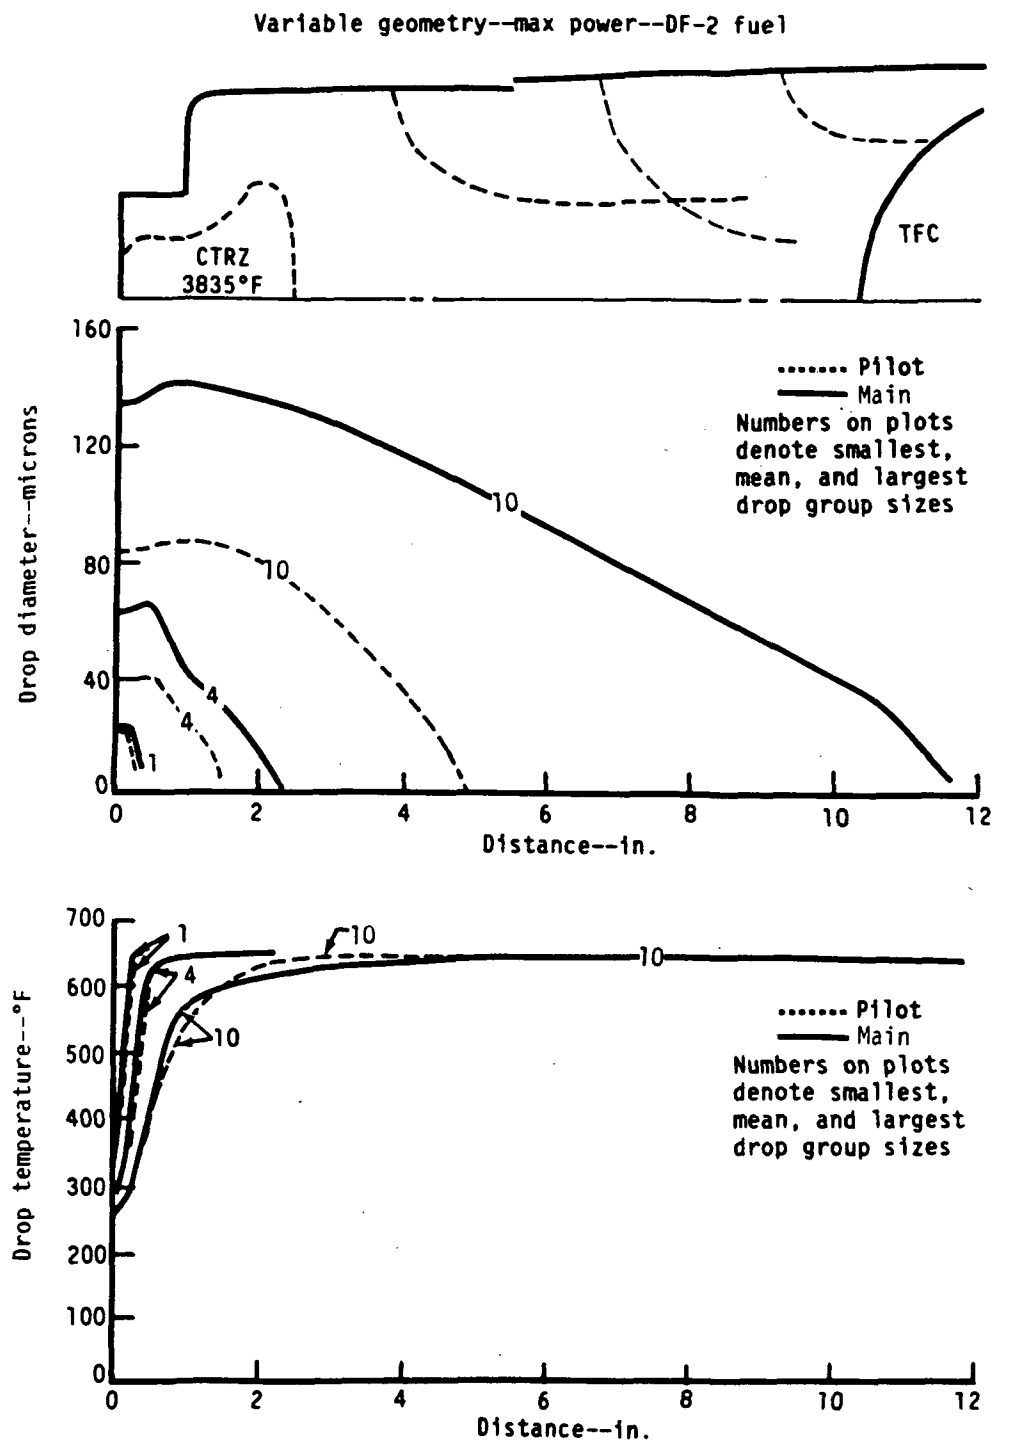 Variable geometry--max power--DF-2 fuel
CTRZ
3835°F
TFC
160
120
80
40
0
Drop diameter--microns
Pilot
Main
Numbers on plots
denote smallest,
mean, and largest
drop group sizes
10
10
4
4
1
0 2 4 6 8 10 12
Distance--in.
700
600
500
400
300
200
100
0
Drop temperature--°F
1
4
10
10
10
Pilot
Main
Numbers on plots
denote smallest,
mean, and largest
drop group sizes
0 2 4 6 8 10 12
Distance--in.